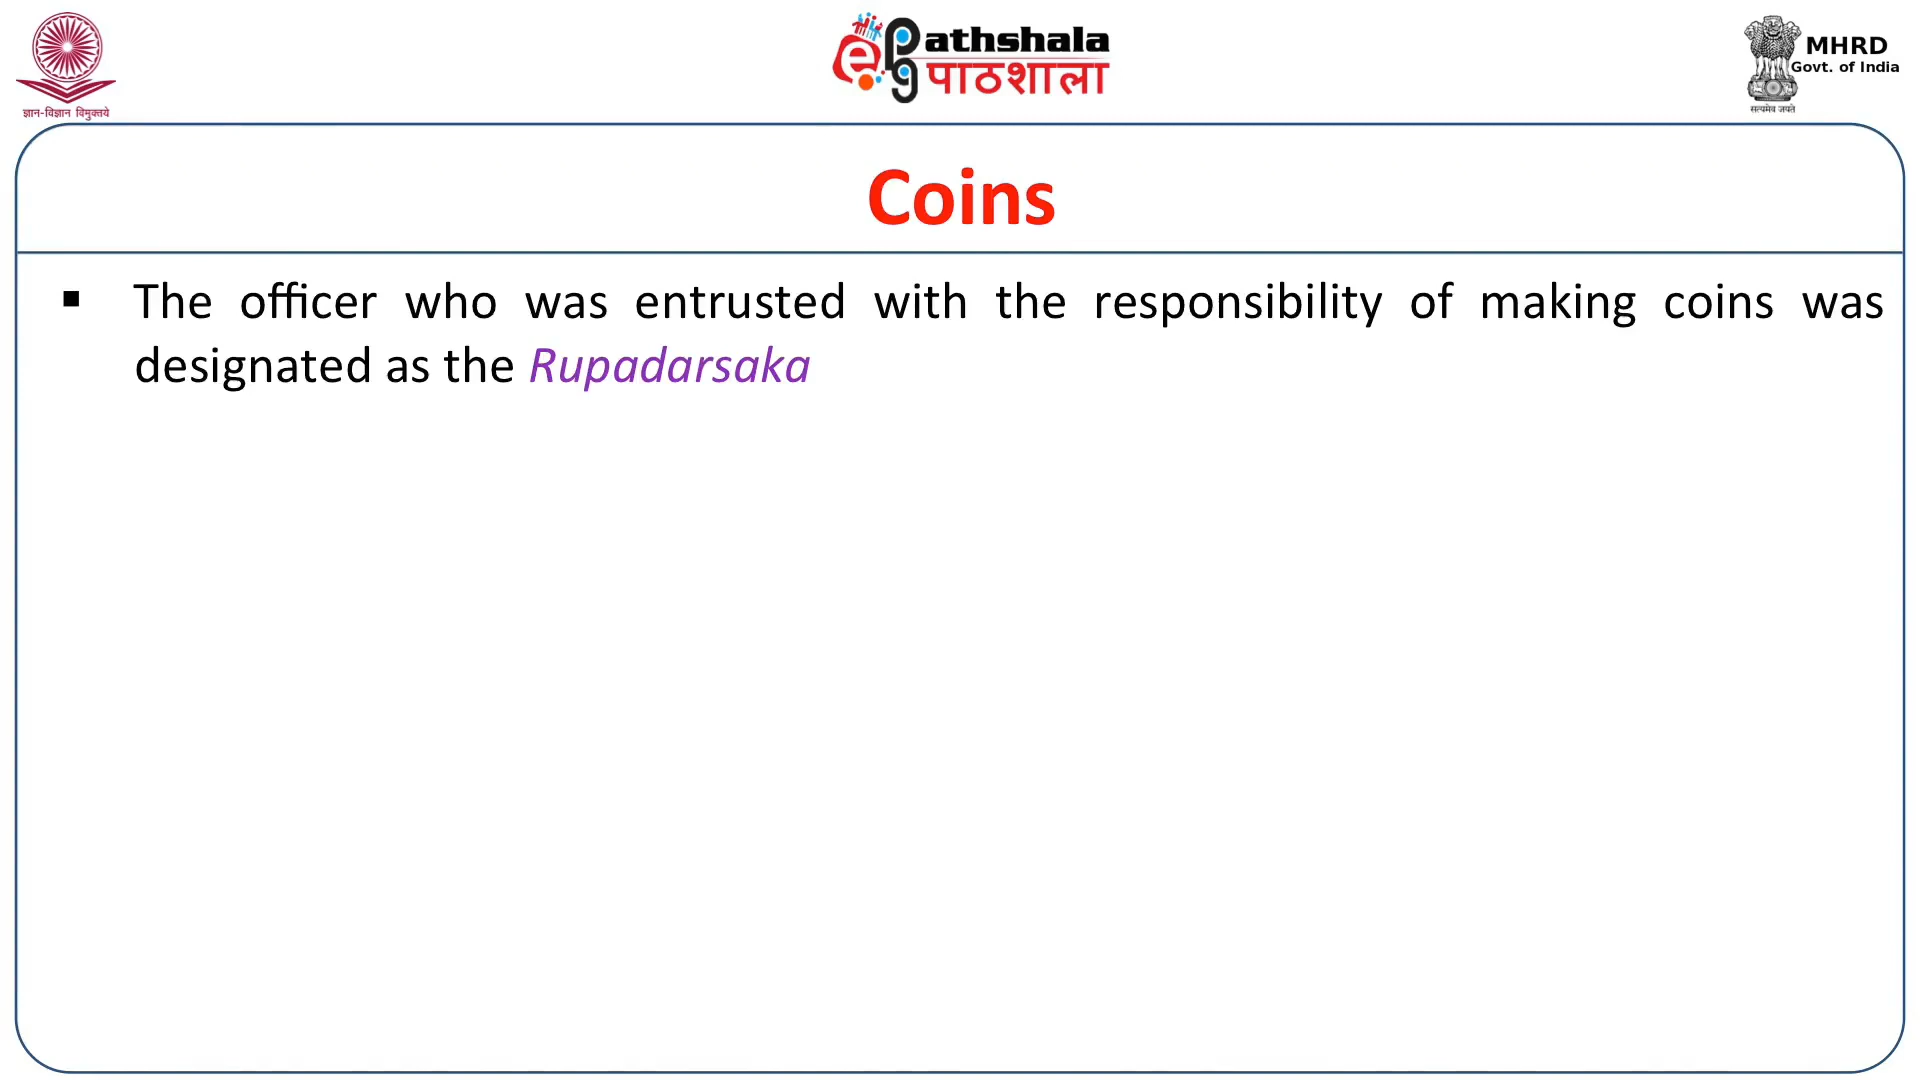 ज्ञान-विज्ञान विमुक्तये
ePathshala
पाठशाला
MHRD
Govt. of India
सत्यमेव जयते
Coins
▪ The officer who was entrusted with the responsibility of making coins was
designated as the Rupadarsaka